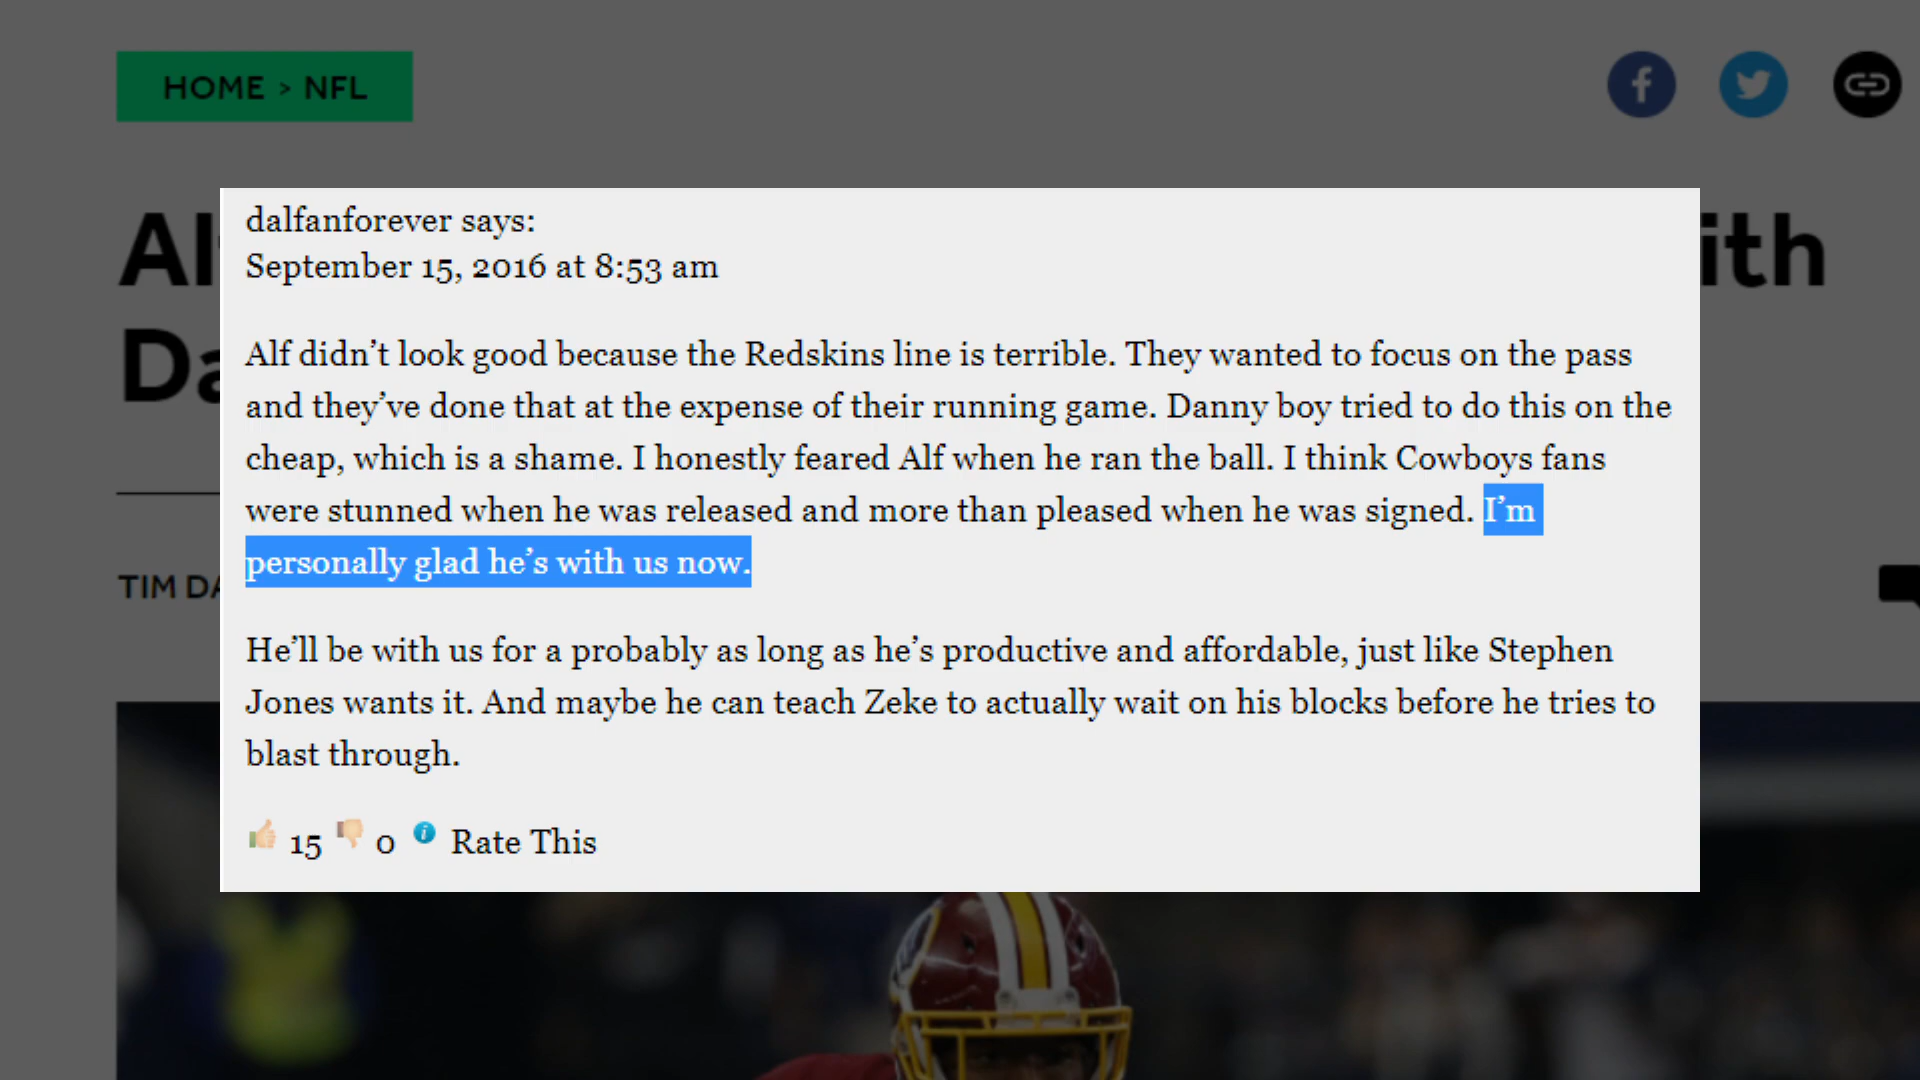 HOME > NFL
dalfanforever says:
September 15, 2016 at 8:53 am
Alf didn’t look good because the Redskins line is terrible. They wanted to focus on the pass
and they’ve done that at the expense of their running game. Danny boy tried to do this on the
cheap, which is a shame. I honestly feared Alf when he ran the ball. I think Cowboys fans
were stunned when he was released and more than pleased when he was signed. I’m
personally glad he’s with us now.
He’ll be with us for a probably as long as he’s productive and affordable, just like Stephen
Jones wants it. And maybe he can teach Zeke to actually wait on his blocks before he tries to
blast through.
15 0 Rate This
TIM